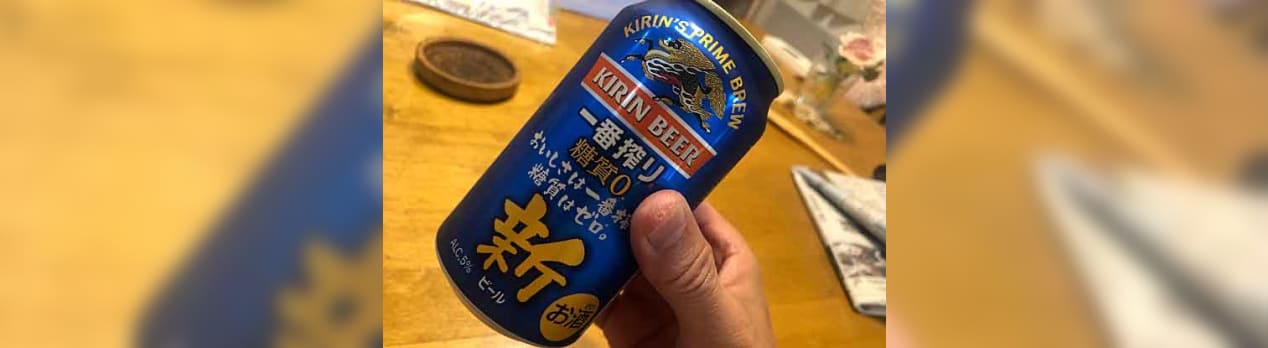 KIRIN'S PRIME BREW
KIRIN BEER
一番搾り
糖質0
おいしさは一番搾
糖質はゼロ。
新
ALC.5%
ビール
お酒